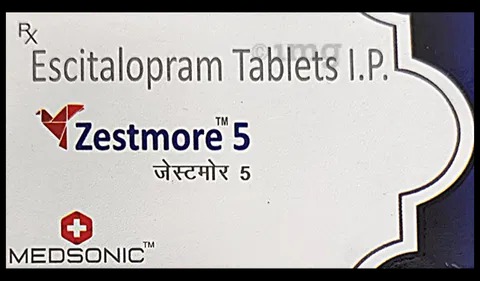 Rx
Escitalopram Tablets I.P.
Zestmore™ 5
जेस्टमोर 5
MEDSONIC™